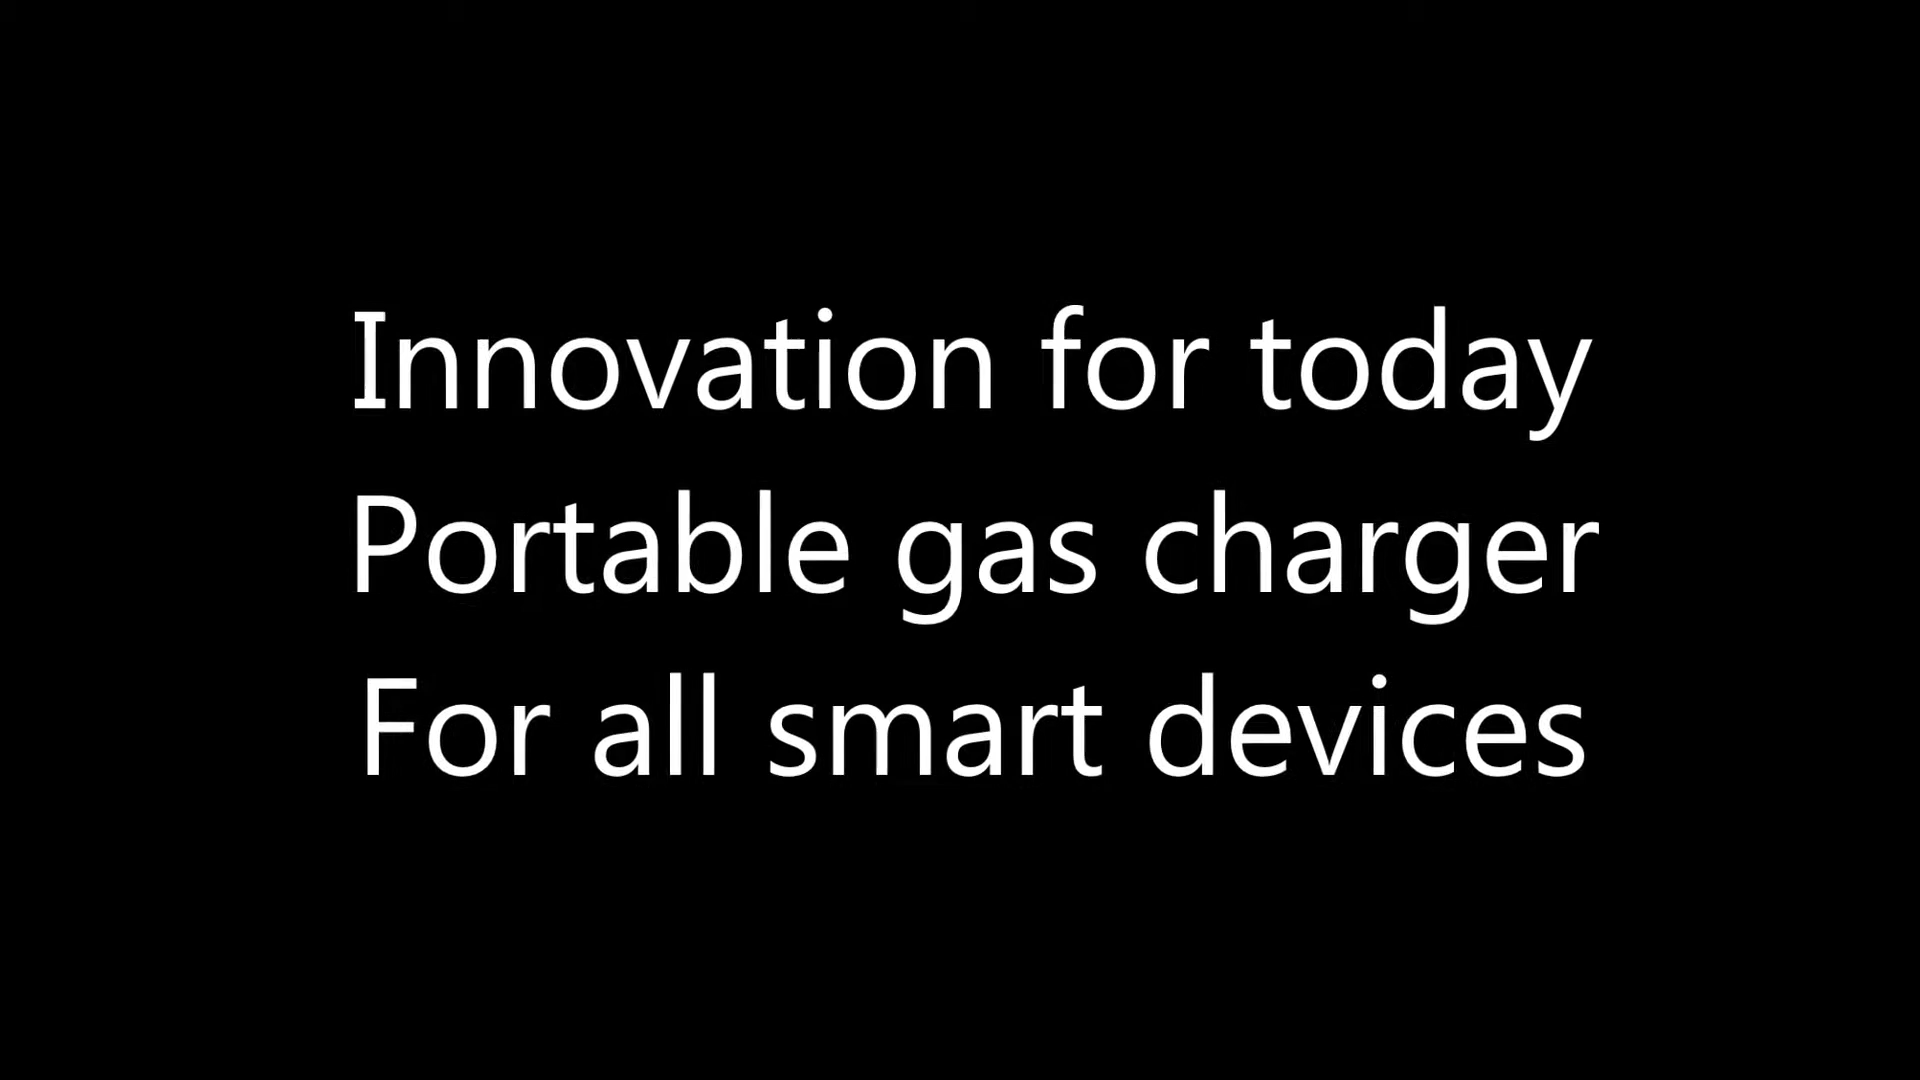 Innovation for today
Portable gas charger
For all smart devices